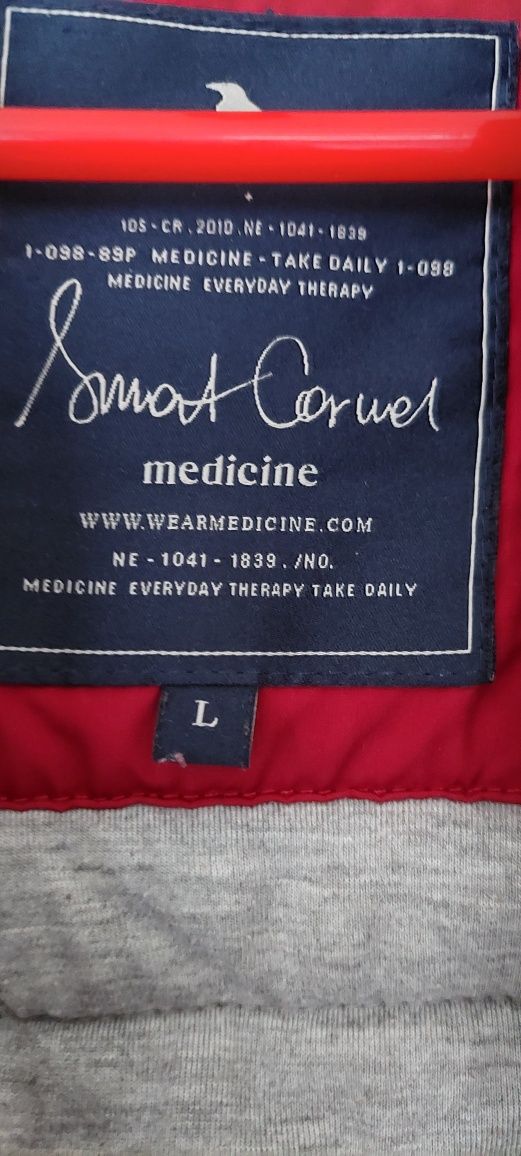 10S - CR . 2010 . NE - 1041 - 1839
1-098-89P MEDICINE - TAKE DAILY 1-098
MEDICINE EVERYDAY THERAPY
Smart Cornel
medicine
WWW.WEARMEDICINE.COM
NE - 1041 - 1839 . /NO.
MEDICINE EVERYDAY THERAPY TAKE DAILY
L